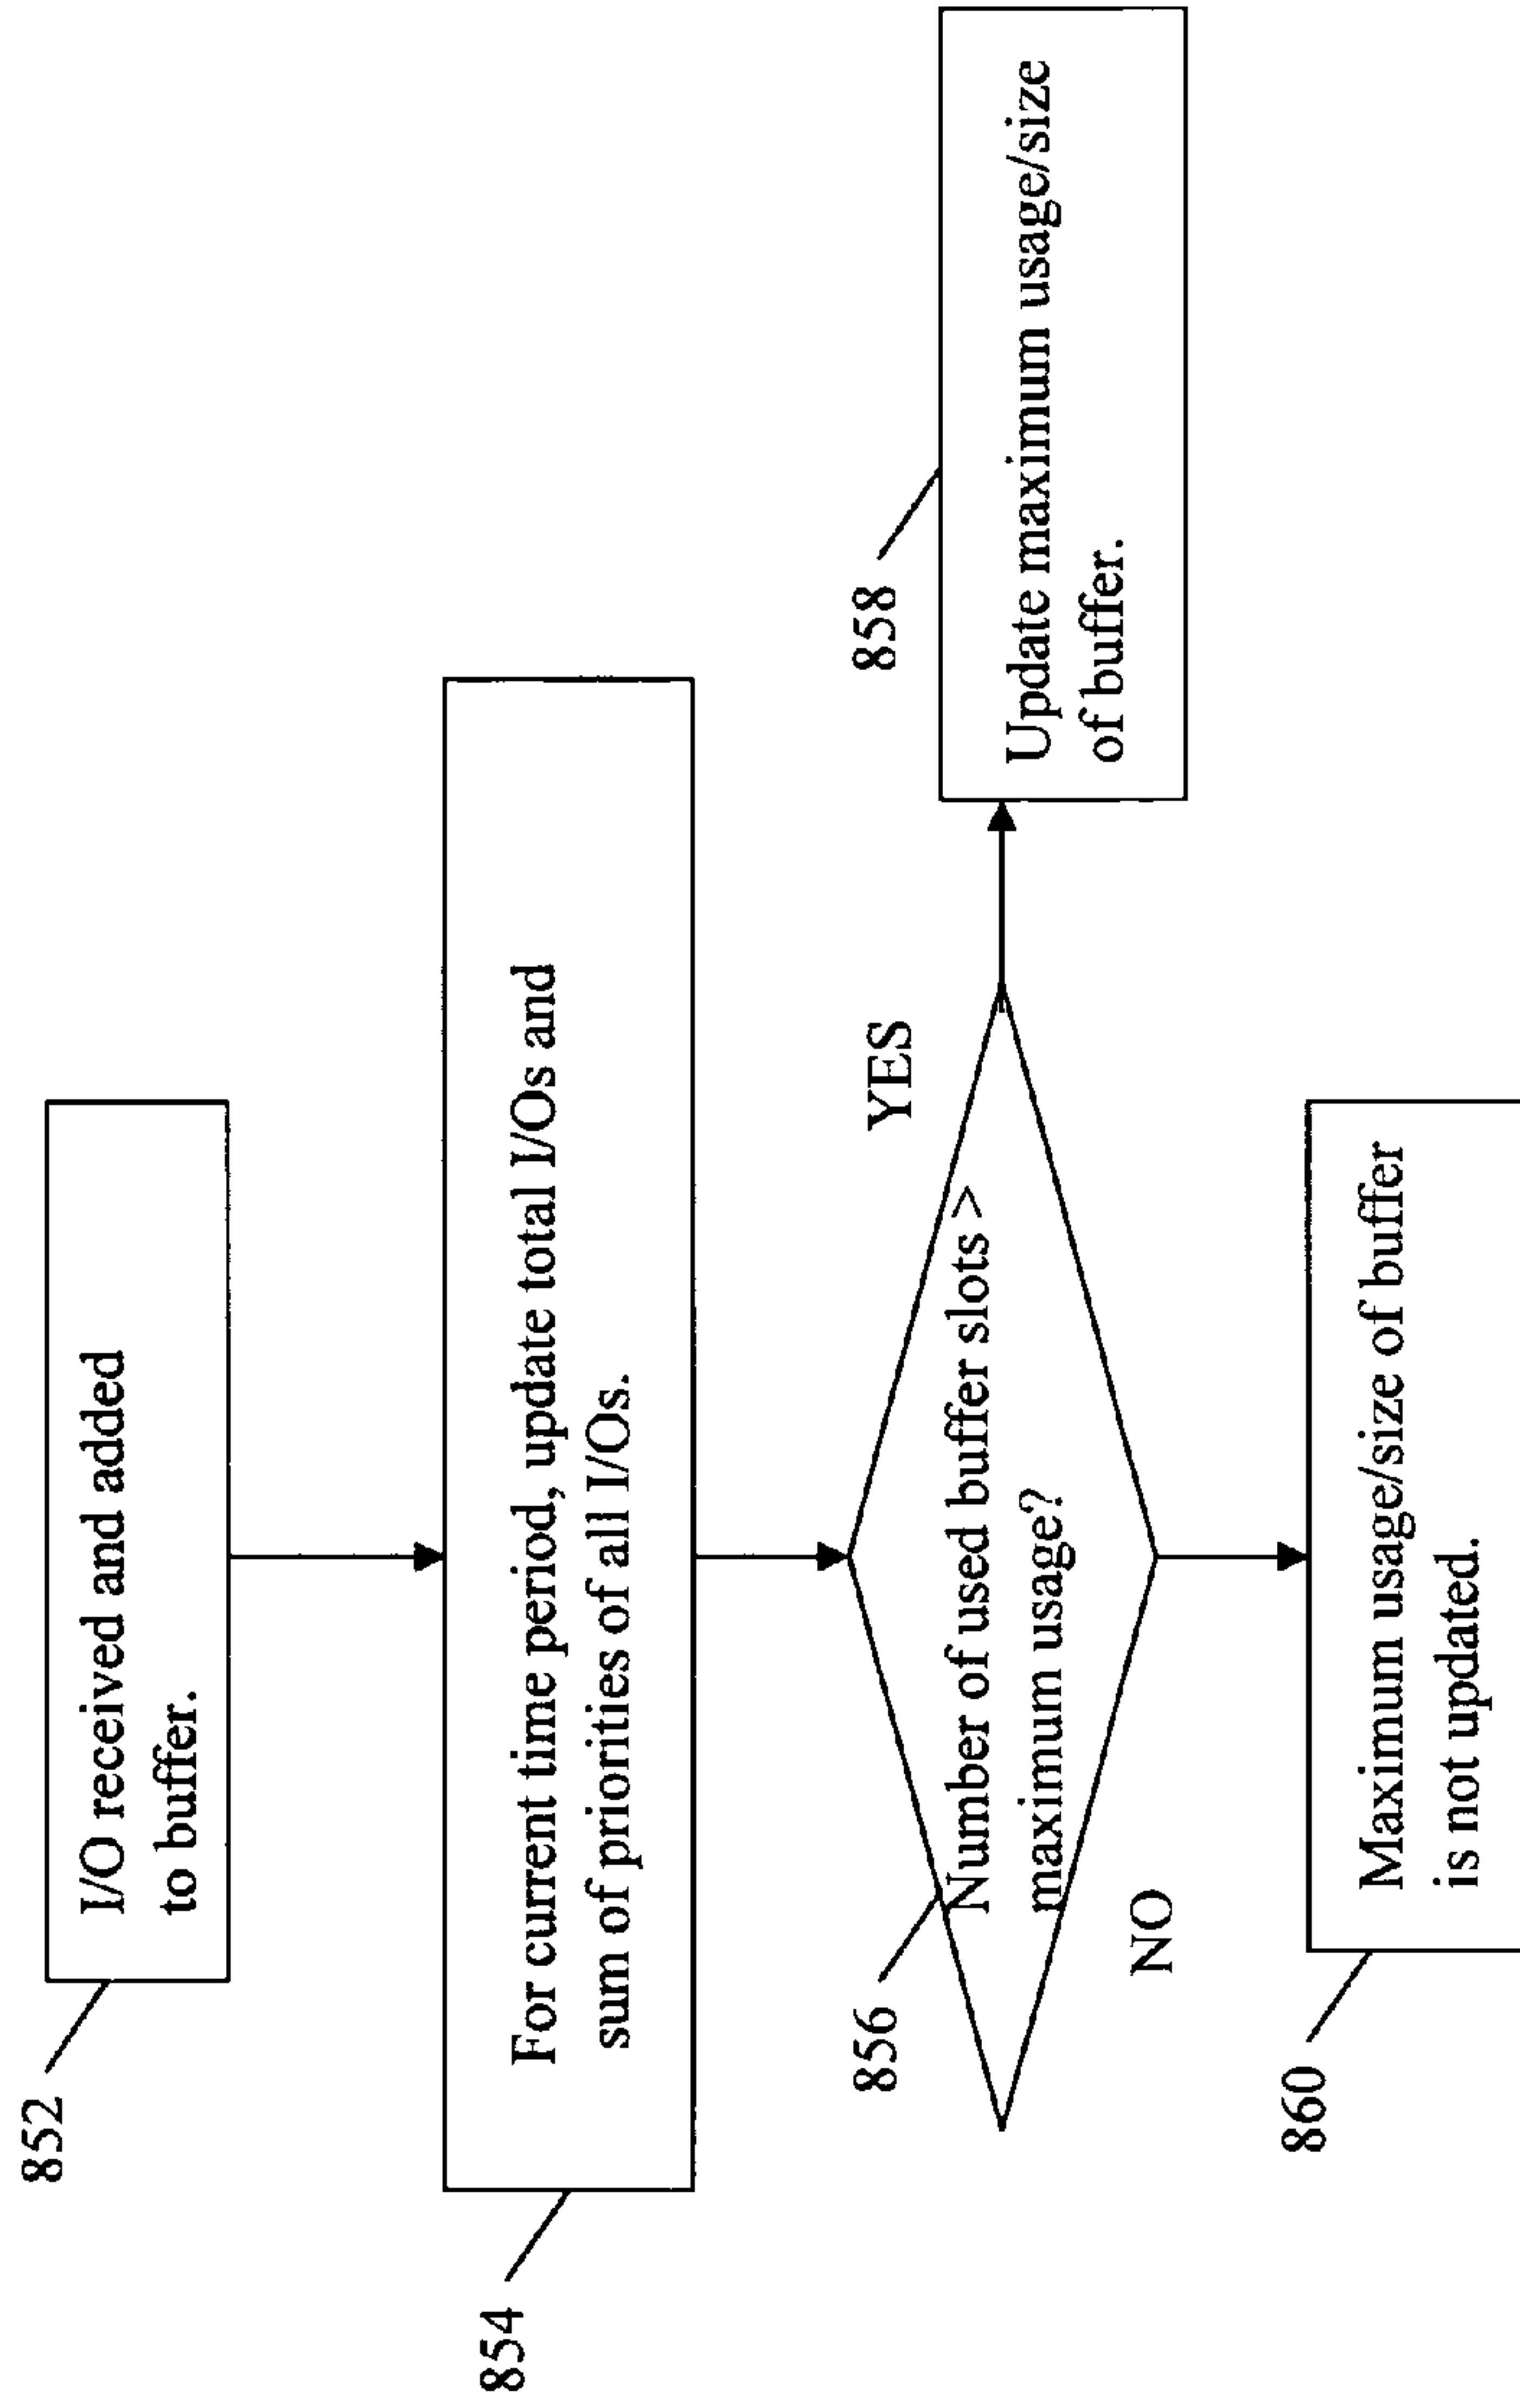 852
I/O received and added
to buffer.
854
For current time period, update total I/Os and
sum of priorities of all I/Os.
856
Number of used buffer slots >
maximum usage?
YES
858
Update maximum usage/size
of buffer.
NO
860
Maximum usage/size of buffer
is not updated.